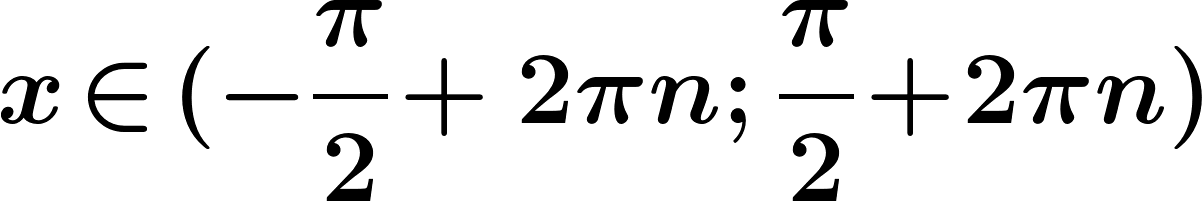 x ∈ (-π/2 + 2πn; π/2 + 2πn)